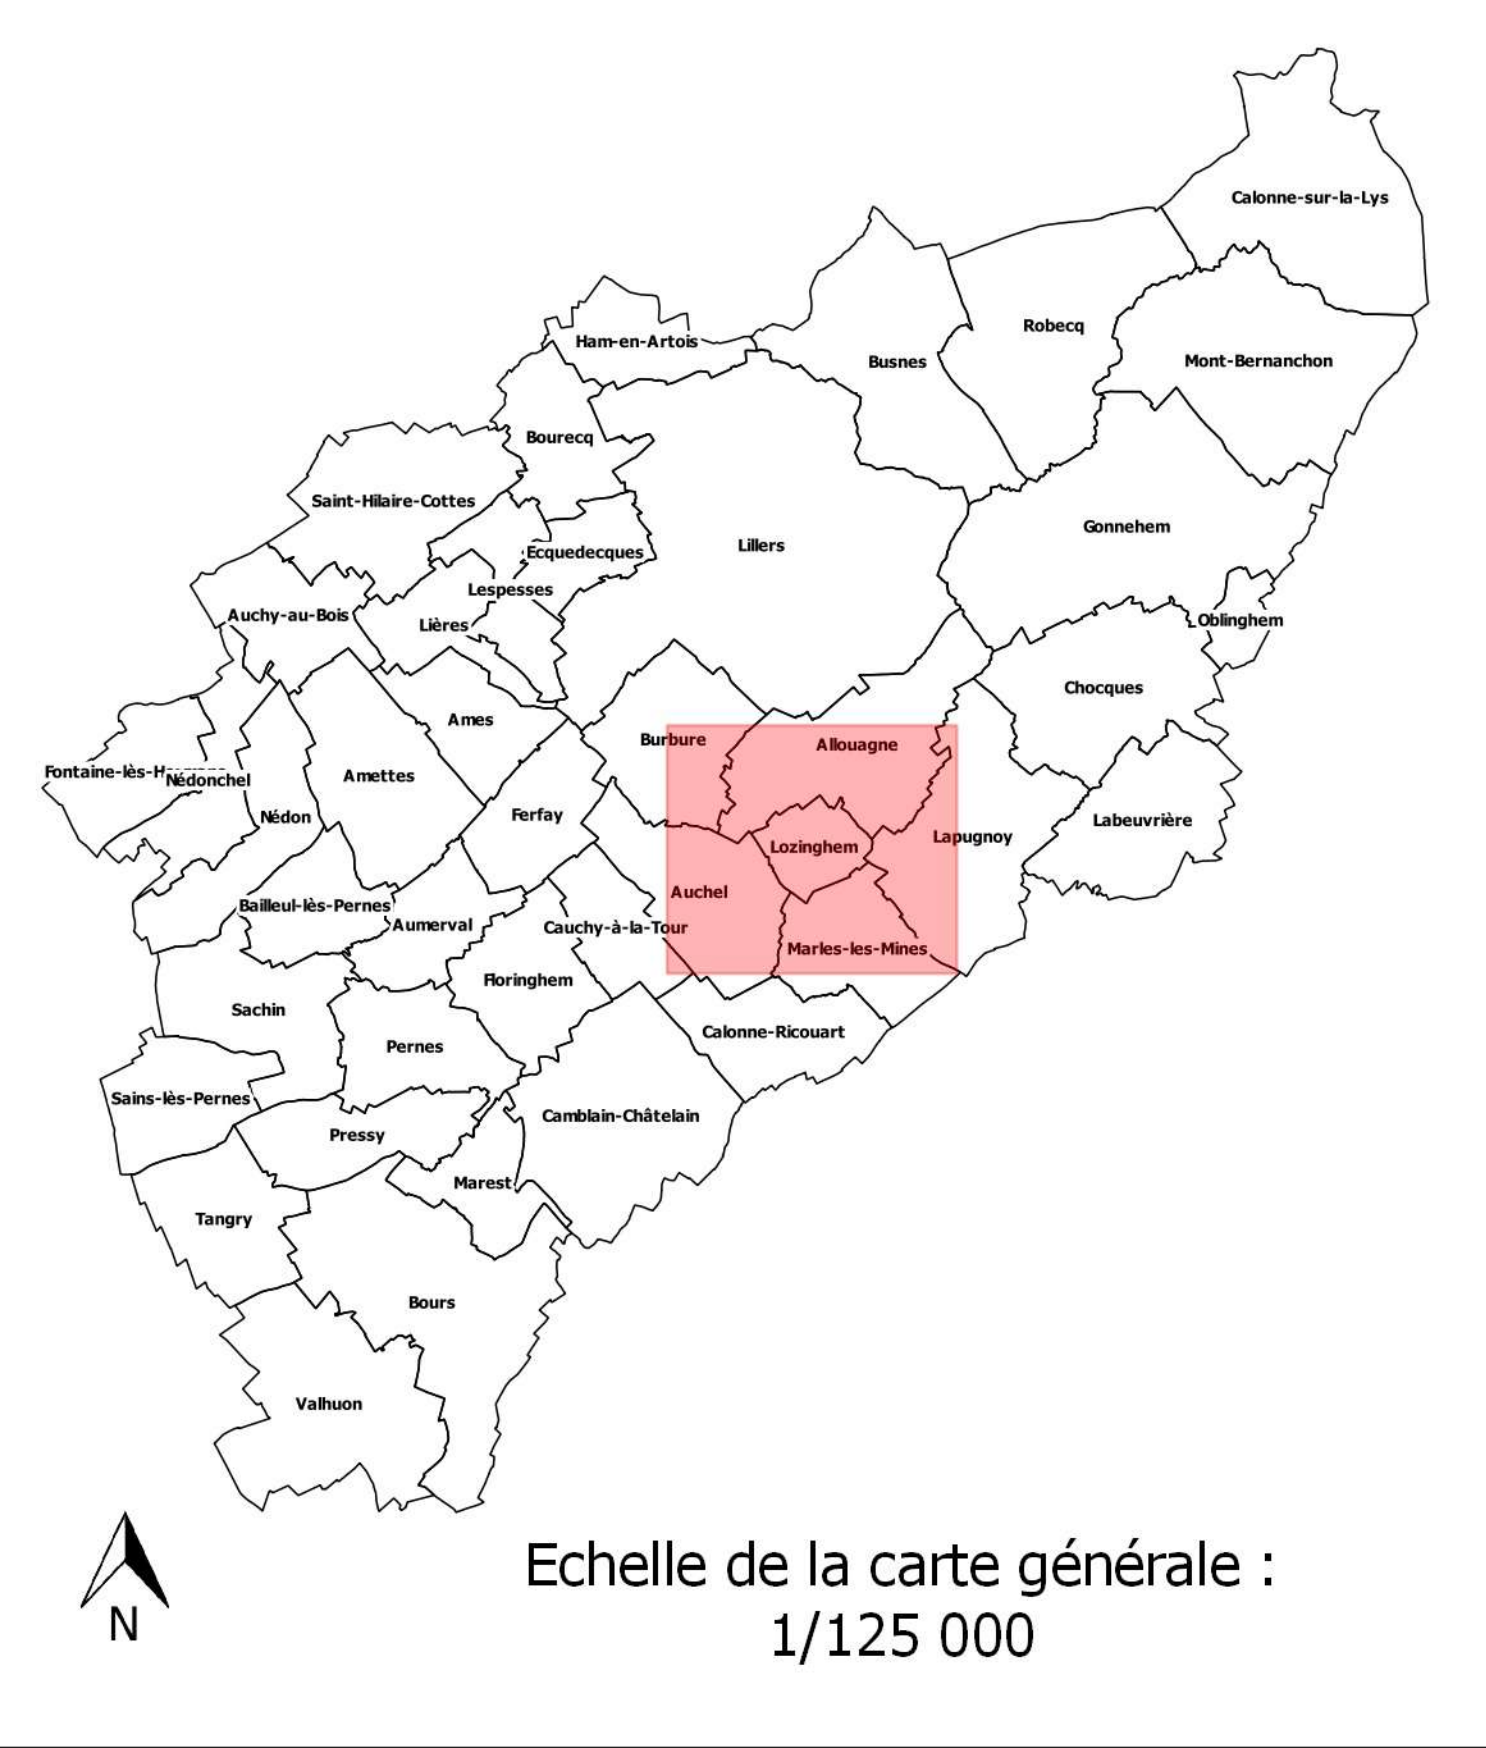 Calonne-sur-la-Lys
Robecq
Ham-en-Artois
Busnes
Mont-Bernanchon
Bourecq
Saint-Hilaire-Cottes
Gonnehem
Lillers
Ecquedecques
Lespesses
Auchy-au-Bois
Lières
Oblinghem
Chocques
Ames
Burbure
Allouagne
Fontaine-lès-H
Nédonchel
Amettes
Nédon
Ferfay
Labeuvrière
Lapugnoy
Lozinghem
Auchel
Bailleul-lès-Pernes
Aumerval
Cauchy-à-la-Tour
Marles-les-Mines
Floringhem
Sachin
Calonne-Ricouart
Pernes
Sains-lès-Pernes
Camblain-Châtelain
Pressy
Marest
Tangry
Bours
Valhuon
N
Echelle de la carte générale :
1/125 000